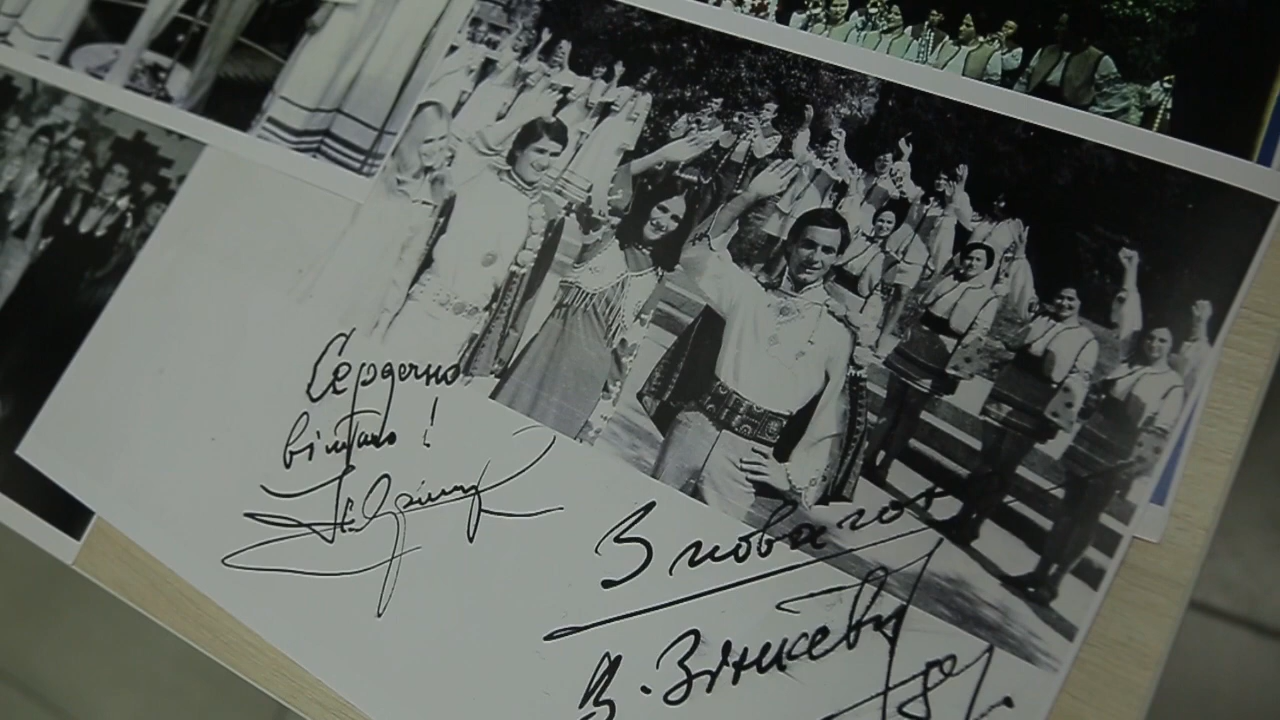 Сердечно
вітаю!
З повагою
В. Зінкевич